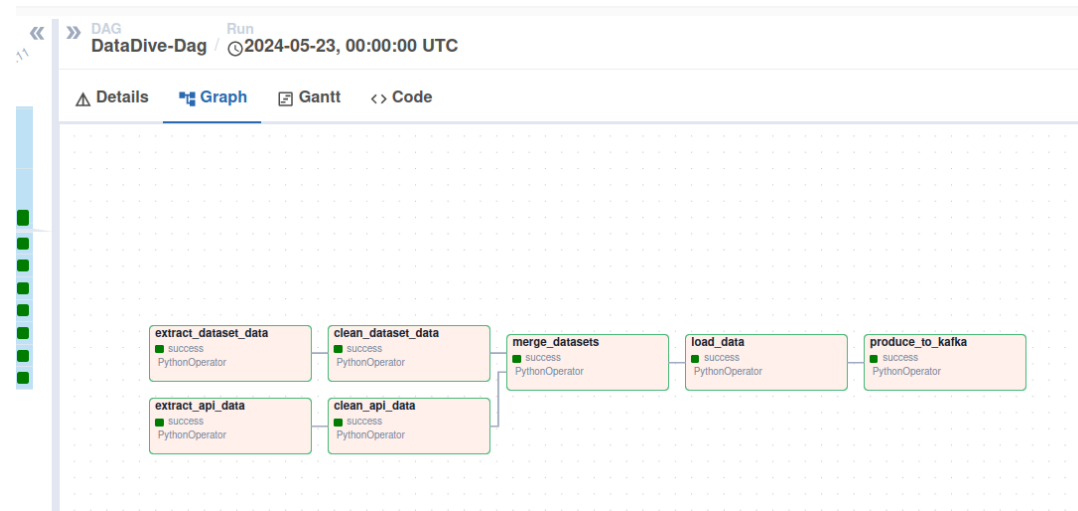 DAG
DataDive-Dag
/
Run
2024-05-23, 00:00:00 UTC
Details
Graph
Gantt
Code
extract_dataset_data
success
PythonOperator
clean_dataset_data
success
PythonOperator
extract_api_data
success
PythonOperator
clean_api_data
success
PythonOperator
merge_datasets
success
PythonOperator
load_data
success
PythonOperator
produce_to_kafka
success
PythonOperator